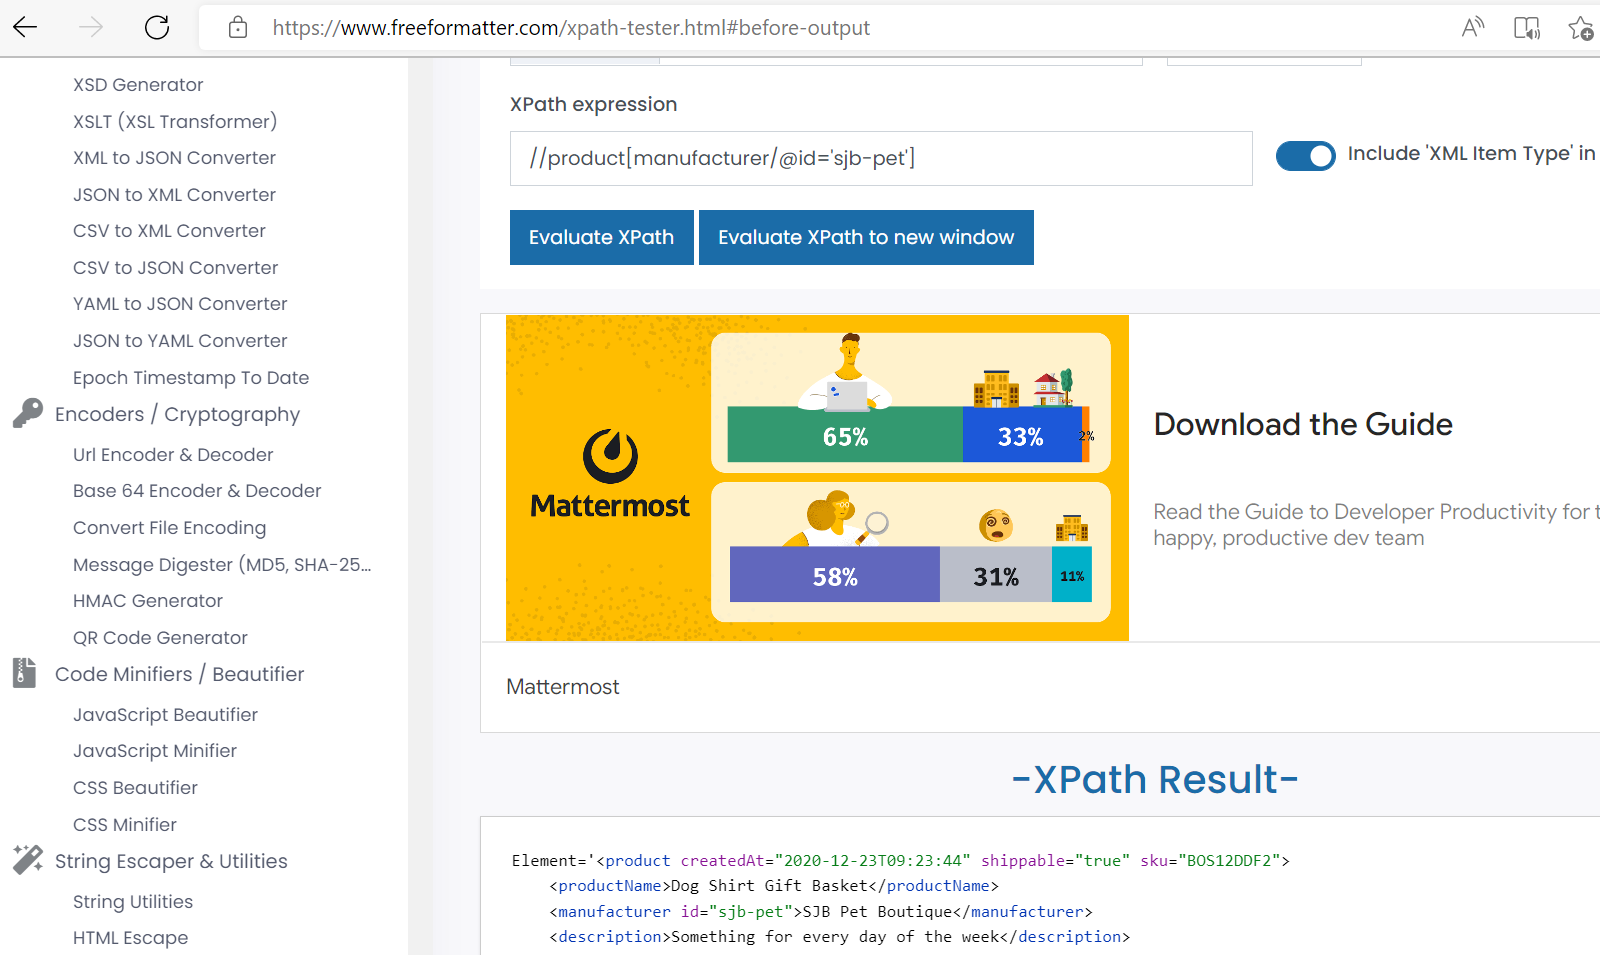 https://www.freeformatter.com/xpath-tester.html#before-output
XSD Generator
XSLT (XSL Transformer)
XML to JSON Converter
JSON to XML Converter
CSV to XML Converter
CSV to JSON Converter
YAML to JSON Converter
JSON to YAML Converter
Epoch Timestamp To Date
Encoders / Cryptography
Url Encoder & Decoder
Base 64 Encoder & Decoder
Convert File Encoding
Message Digester (MD5, SHA-25...
HMAC Generator
QR Code Generator
Code Minifiers / Beautifier
JavaScript Beautifier
JavaScript Minifier
CSS Beautifier
CSS Minifier
String Escaper & Utilities
String Utilities
HTML Escape
XPath expression
//product[manufacturer/@id='sjb-pet']
Include 'XML Item Type' in
Evaluate XPath
Evaluate XPath to new window
65% 33% 2%
Mattermost
58% 31% 11%
Download the Guide
Read the Guide to Developer Productivity for t
happy, productive dev team
Mattermost
-XPath Result-
Element='<product createdAt="2020-12-23T09:23:44" shippable="true" sku="BOS12DDF2">
<productName>Dog Shirt Gift Basket</productName>
<manufacturer id="sjb-pet">SJB Pet Boutique</manufacturer>
<description>Something for every day of the week</description>